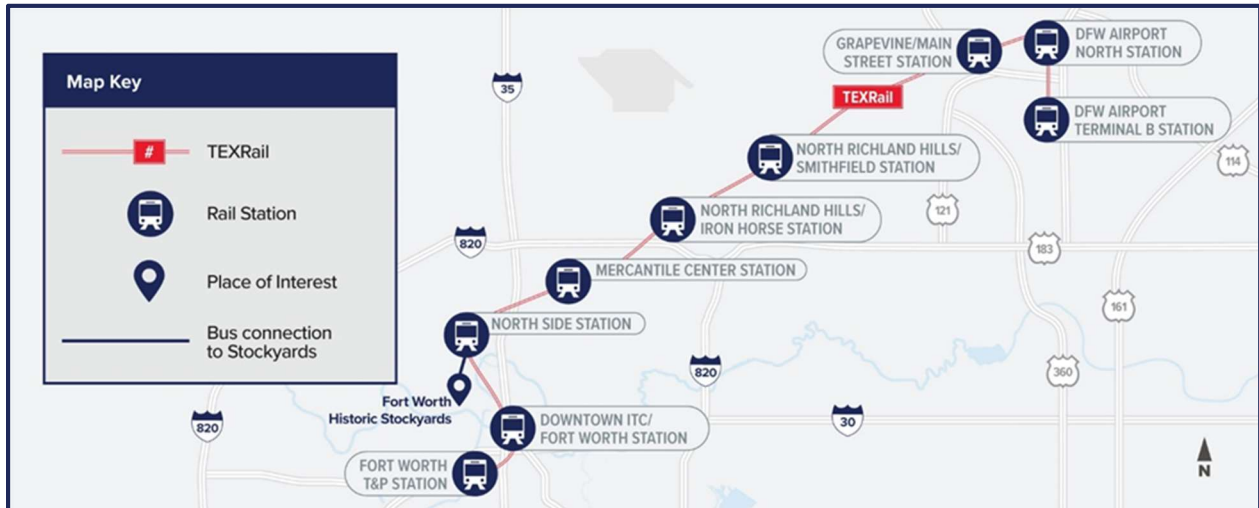 Map Key
#
TEXRail
Rail Station
Place of Interest
Bus connection
to Stockyards
35
GRAPEVINE/MAIN
STREET STATION
DFW AIRPORT
NORTH STATION
TEXRail
DFW AIRPORT
TERMINAL B STATION
NORTH RICHLAND HILLS/
SMITHFIELD STATION
114
NORTH RICHLAND HILLS/
IRON HORSE STATION
121
820
183
MERCANTILE CENTER STATION
161
NORTH SIDE STATION
820
360
Fort Worth
Historic Stockyards
820
DOWNTOWN ITC/
FORT WORTH STATION
30
FORT WORTH
T&P STATION
N